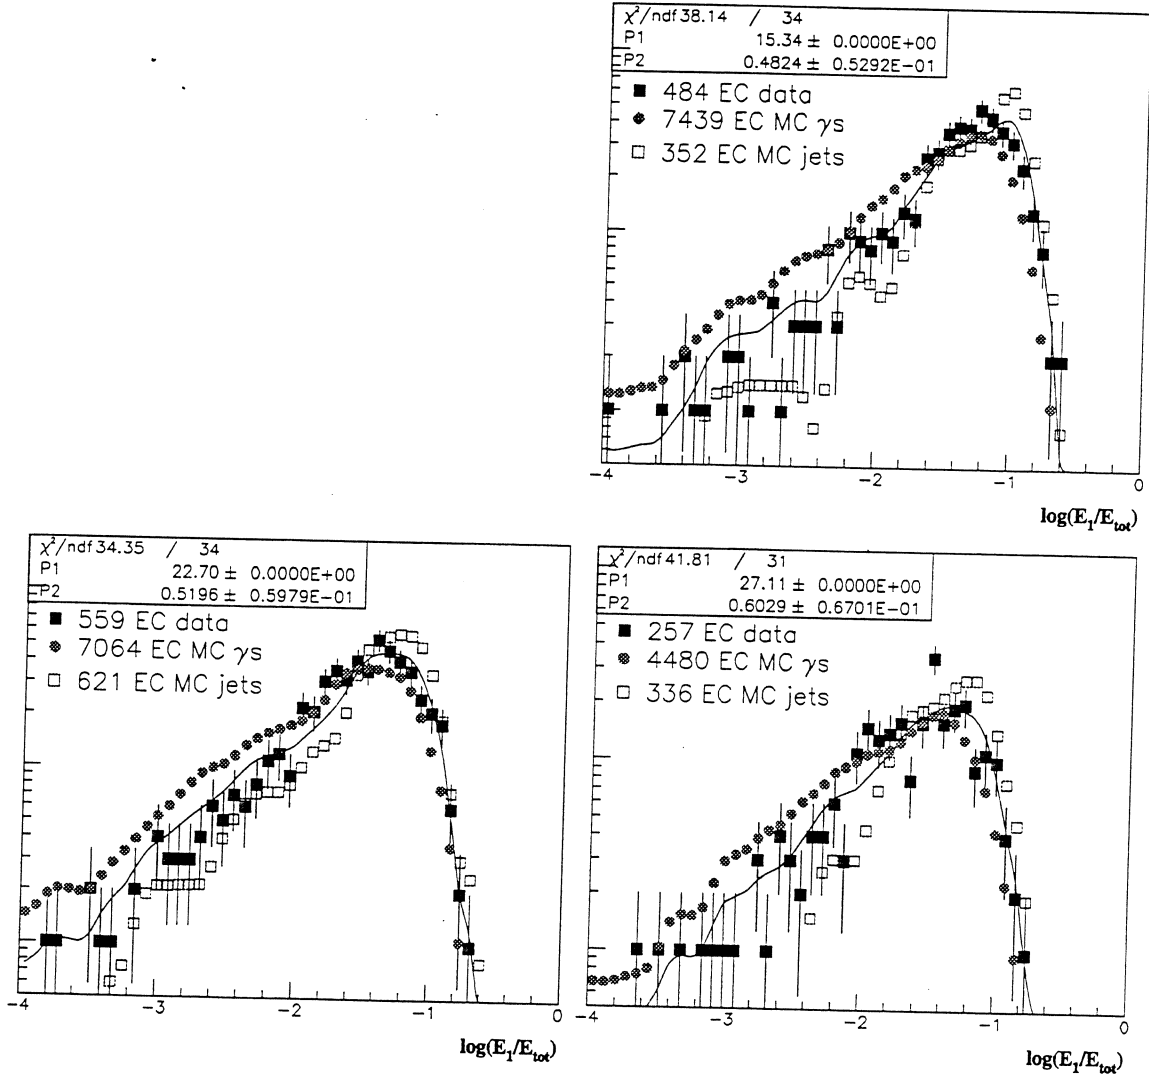 χ²/ndf 38.14 / 34
P1 15.34 ± 0.0000E+00
P2 0.4824 ± 0.5292E-01
■ 484 EC data
● 7439 EC MC γs
□ 352 EC MC jets
-4 -3 -2 -1 0
log(E₁/Eₜₒₜ)
χ²/ndf 34.35 / 34
P1 22.70 ± 0.0000E+00
P2 0.5196 ± 0.5979E-01
■ 559 EC data
● 7064 EC MC γs
□ 621 EC MC jets
-4 -3 -2 -1 0
log(E₁/Eₜₒₜ)
χ²/ndf 41.81 / 31
P1 27.11 ± 0.0000E+00
P2 0.6029 ± 0.6701E-01
■ 257 EC data
● 4480 EC MC γs
□ 336 EC MC jets
-4 -3 -2 -1 0
log(E₁/Eₜₒₜ)